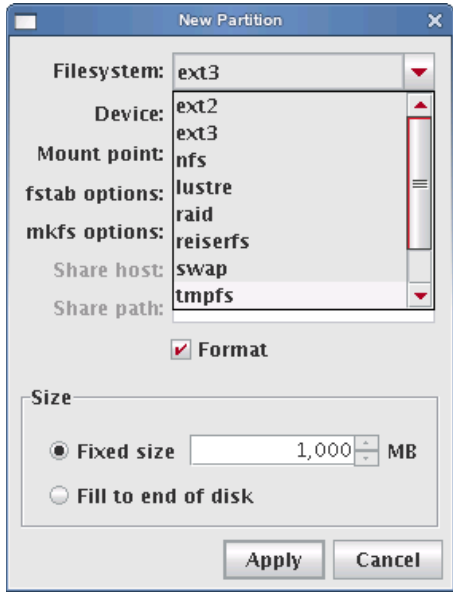 New Partition
Filesystem: ext3
Device:
ext2
ext3
Mount point:
nfs
lustre
fstab options:
raid
mkfs options:
reiserfs
Share host:
swap
tmpfs
Share path:
Format
Size
Fixed size 1,000 MB
Fill to end of disk
Apply Cancel